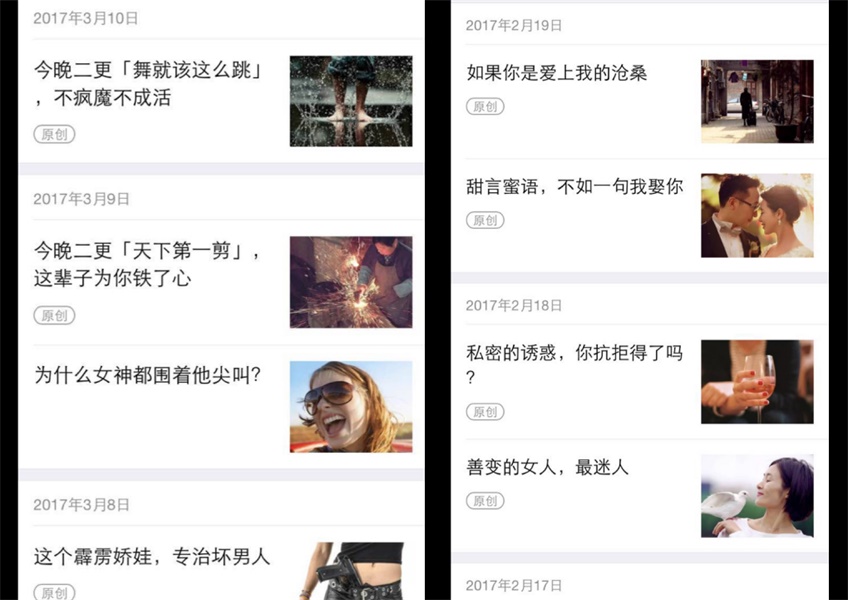 2017年3月10日
今晚二更「舞就该这么跳」
，不疯魔不成活
原创
2017年3月9日
今晚二更「天下第一剪」，
这辈子为你铁了心
原创
为什么女神都围着他尖叫？
2017年3月8日
这个霹雳娇娃，专治坏男人
原创
2017年2月19日
如果你是爱上我的沧桑
原创
甜言蜜语，不如一句我娶你
原创
2017年2月18日
私密的诱惑，你抗拒得了吗
？
原创
善变的女人，最迷人
原创
2017年2月17日